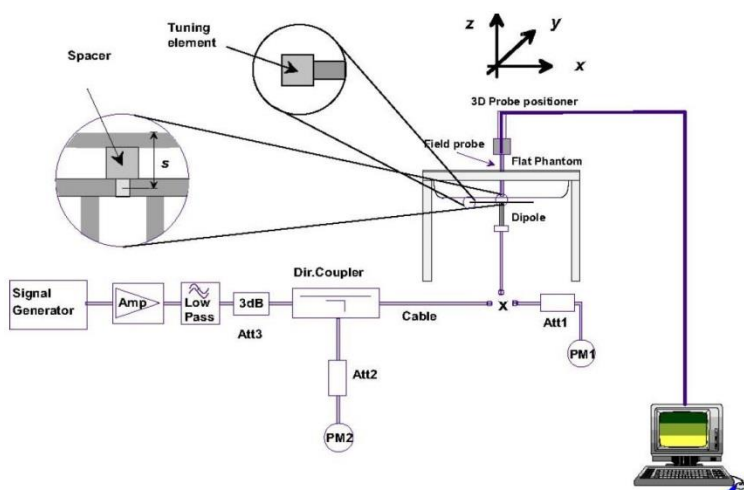 Tuning
element
Spacer
s
z
y
x
3D Probe positioner
Field probe
Flat Phantom
Dipole
Signal
Generator
Amp
Low
Pass
3dB
Att3
Dir.Coupler
Cable
x
Att1
PM1
Att2
PM2